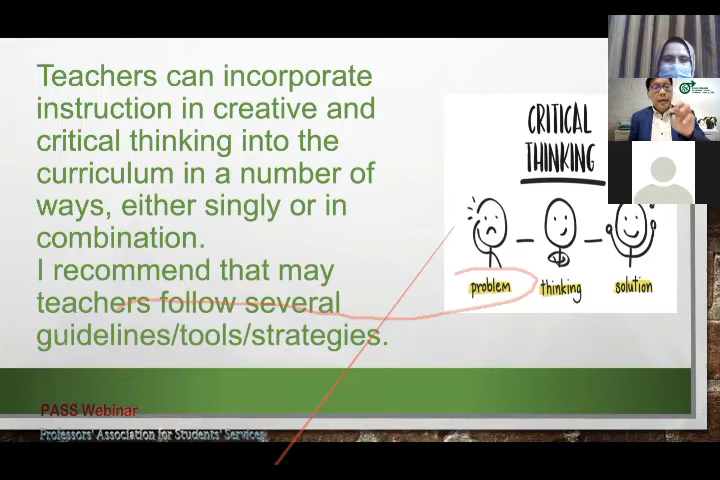 Teachers can incorporate
instruction in creative and
critical thinking into the
curriculum in a number of
ways, either singly or in
combination.
I recommend that may
teachers follow several
guidelines/tools/strategies.
CRITICAL
THINKING
problem thinking solution
PASS Webinar
Professors' Association for Students' Services